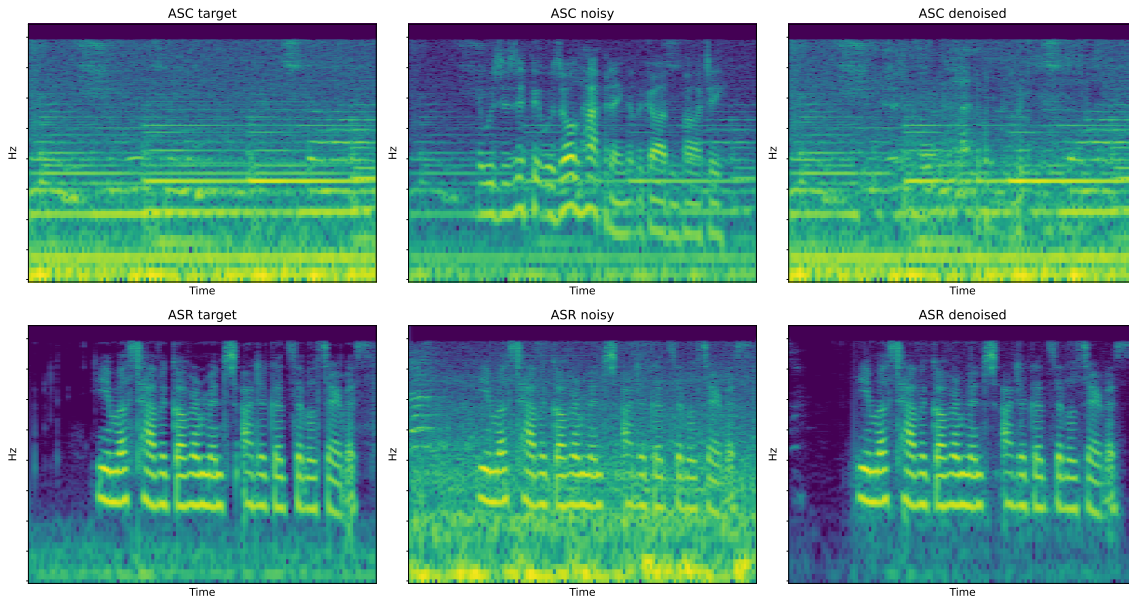 ASC target
ASC noisy
ASC denoised
Hz
Hz
Hz
Time
Time
Time
ASR target
ASR noisy
ASR denoised
Hz
Hz
Hz
Time
Time
Time